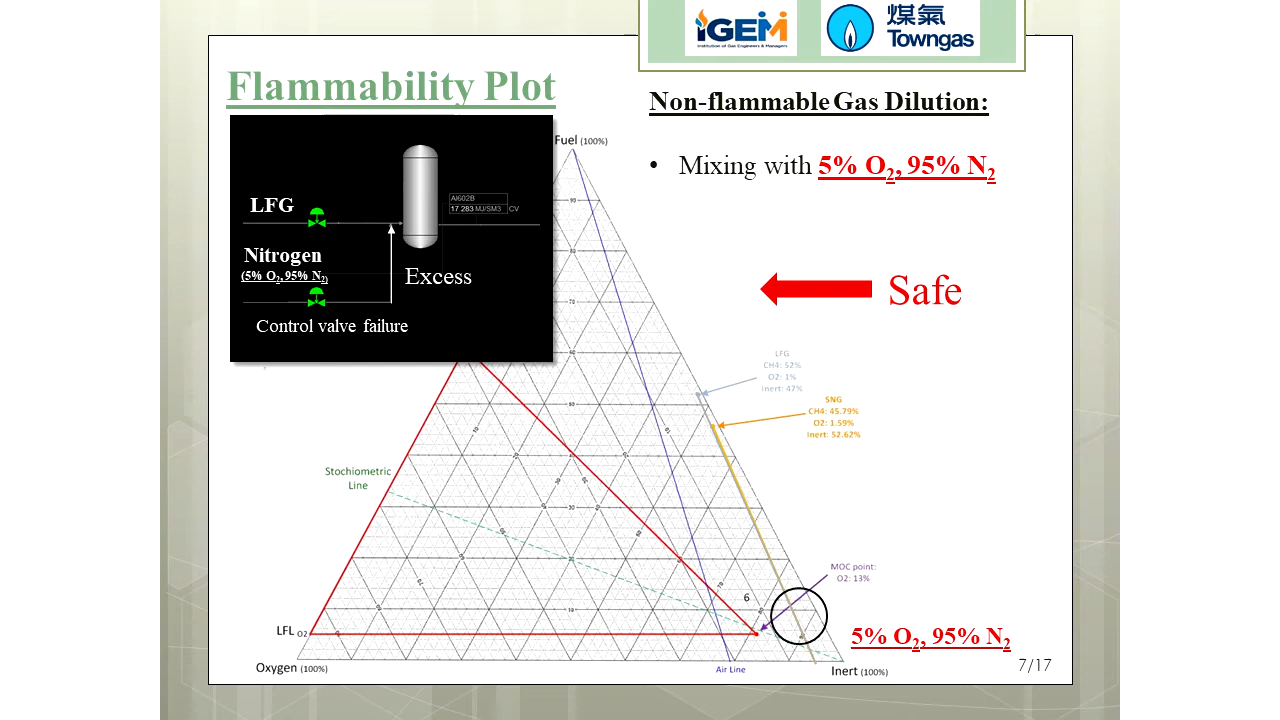 IGEM
Institution of Gas Engineers & Managers
煤氣
Towngas
Flammability Plot
Non-flammable Gas Dilution:
• Mixing with 5% O2, 95% N2
Safe
LFG
Nitrogen
(5% O2, 95% N2)
Control valve failure
Excess
AI602B
17.283 MJ/SM3 CV
Fuel (100%)
LFG
CH4: 52%
O2: 1%
Inert: 47%
SNG
CH4: 45.79%
O2: 1.59%
Inert: 52.62%
Stochiometric
Line
MOC point:
O2: 13%
6
LFL O2
5% O2, 95% N2
Oxygen (100%)
Air Line
Inert (100%)
7/17